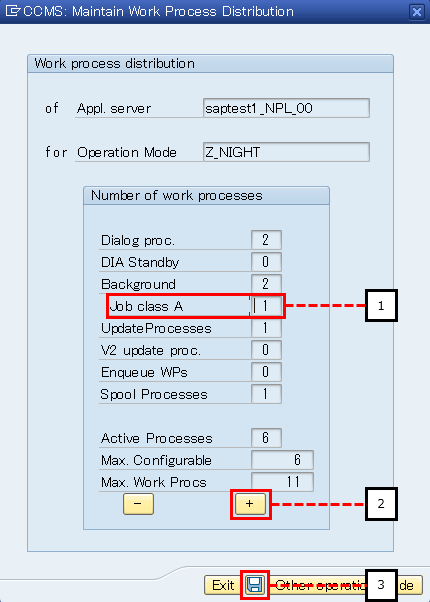 CCMS: Maintain Work Process Distribution
Work process distribution
of Appl. server saptest1_NPL_00
for Operation Mode Z_NIGHT
Number of work processes
Dialog proc. 2
DIA Standby 0
Background 2
Job class A 1
1
UpdateProcesses 1
V2 update proc. 0
Enqueue WPs 0
Spool Processes 1
Active Processes 6
Max. Configurable 6
Max. Work Procs 11
- +
2
Exit Other operation
3